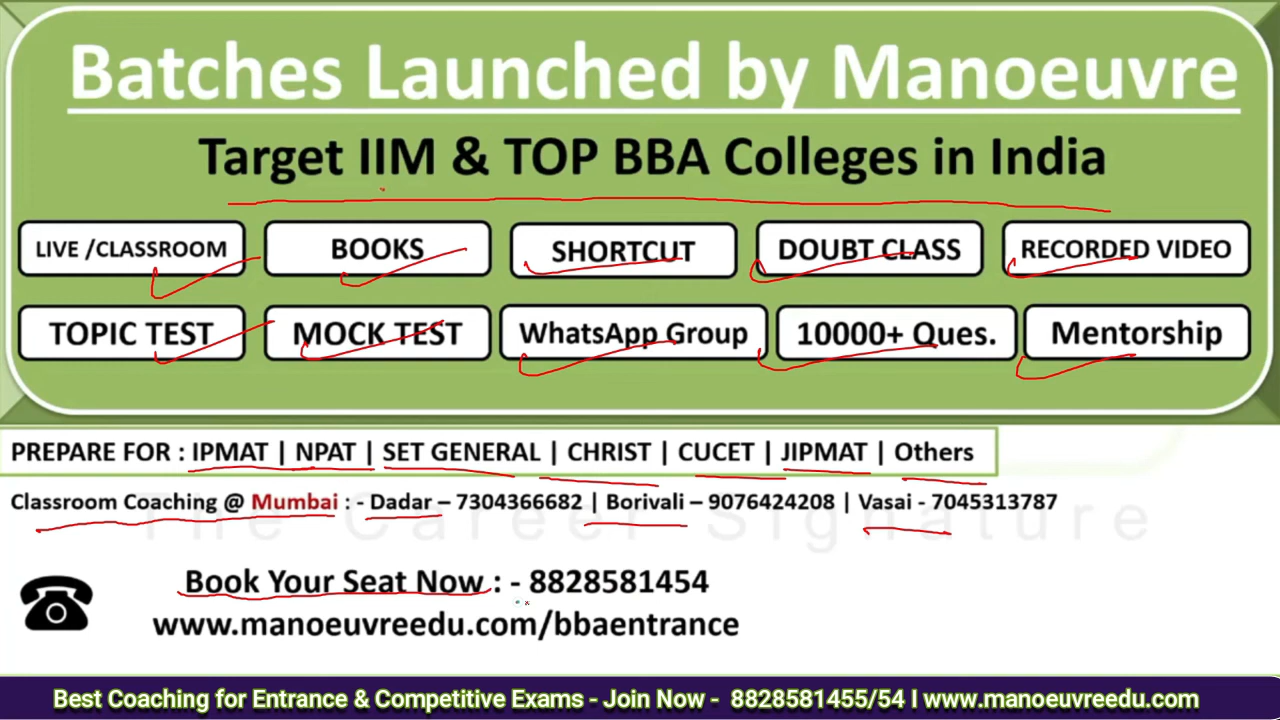 Batches Launched by Manoeuvre
Target IIM & TOP BBA Colleges in India
LIVE /CLASSROOM BOOKS SHORTCUT DOUBT CLASS RECORDED VIDEO
TOPIC TEST MOCK TEST WhatsApp Group 10000+ Ques. Mentorship
PREPARE FOR : IPMAT | NPAT | SET GENERAL | CHRIST | CUCET | JIPMAT | Others
Classroom Coaching @ Mumbai : - Dadar – 7304366682 | Borivali – 9076424208 | Vasai - 7045313787
The Career Signature
Book Your Seat Now : - 8828581454
www.manoeuvreedu.com/bbaentrance
Best Coaching for Entrance & Competitive Exams - Join Now - 8828581455/54 I www.manoeuvreedu.com